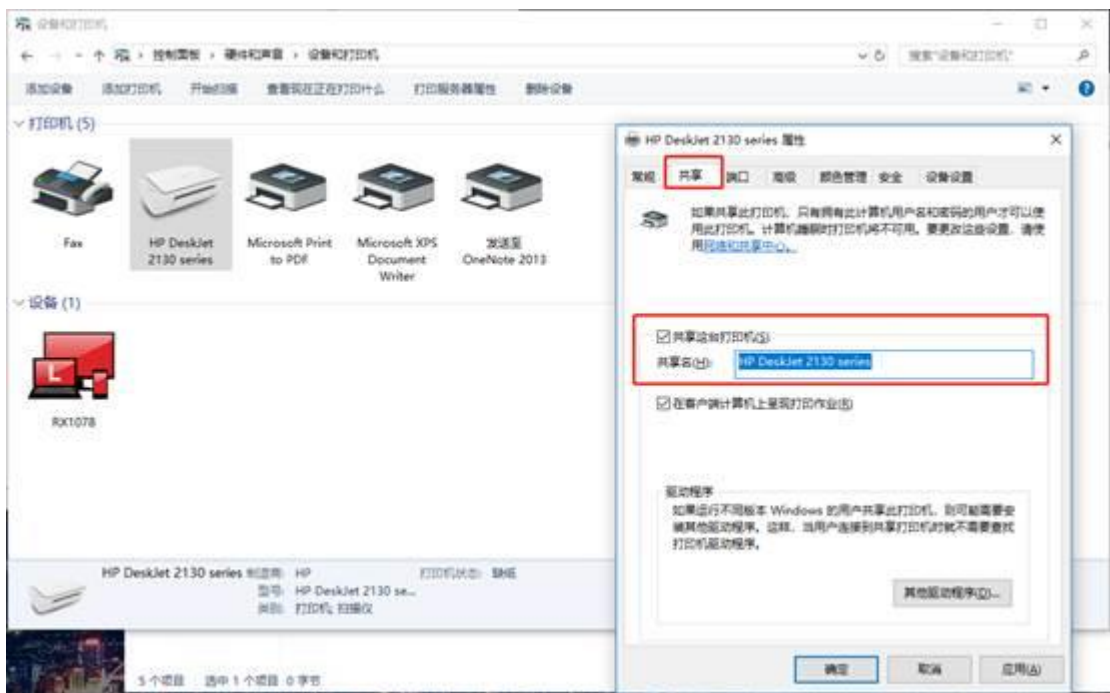 设备和打印机
控制面板 › 硬件和声音 › 设备和打印机
搜索"设备和打印机"
添加设备 添加打印机 开始扫描 查看现在正在打印什么 打印服务器属性 删除设备
打印机 (5)
Fax
HP DeskJet
2130 series
Microsoft Print
to PDF
Microsoft XPS
Document
Writer
发送至
OneNote 2013
设备 (1)
RX1078
HP DeskJet 2130 series 属性
常规 共享 端口 高级 颜色管理 安全 设备设置
如果共享此打印机，只有拥有此计算机用户名和密码的用户才可以使
用此打印机。计算机睡眠时打印机将不可用。要更改这些设置，请使
用网络和共享中心。
共享这台打印机(S)
共享名(H): HP DeskJet 2130 series
在客户端计算机上呈现打印作业(R)
驱动程序
如果运行不同版本 Windows 的用户共享此打印机，则可能需要安
装其他驱动程序。这样，当用户连接到共享打印机时就不需要查找
打印机驱动程序。
其他驱动程序(D)...
确定 取消 应用(A)
HP DeskJet 2130 series 制造商: HP 打印机状态: 脱机
型号: HP DeskJet 2130 se...
类别: 打印机; 扫描仪
5 个项目 选中 1 个项目 0 字节